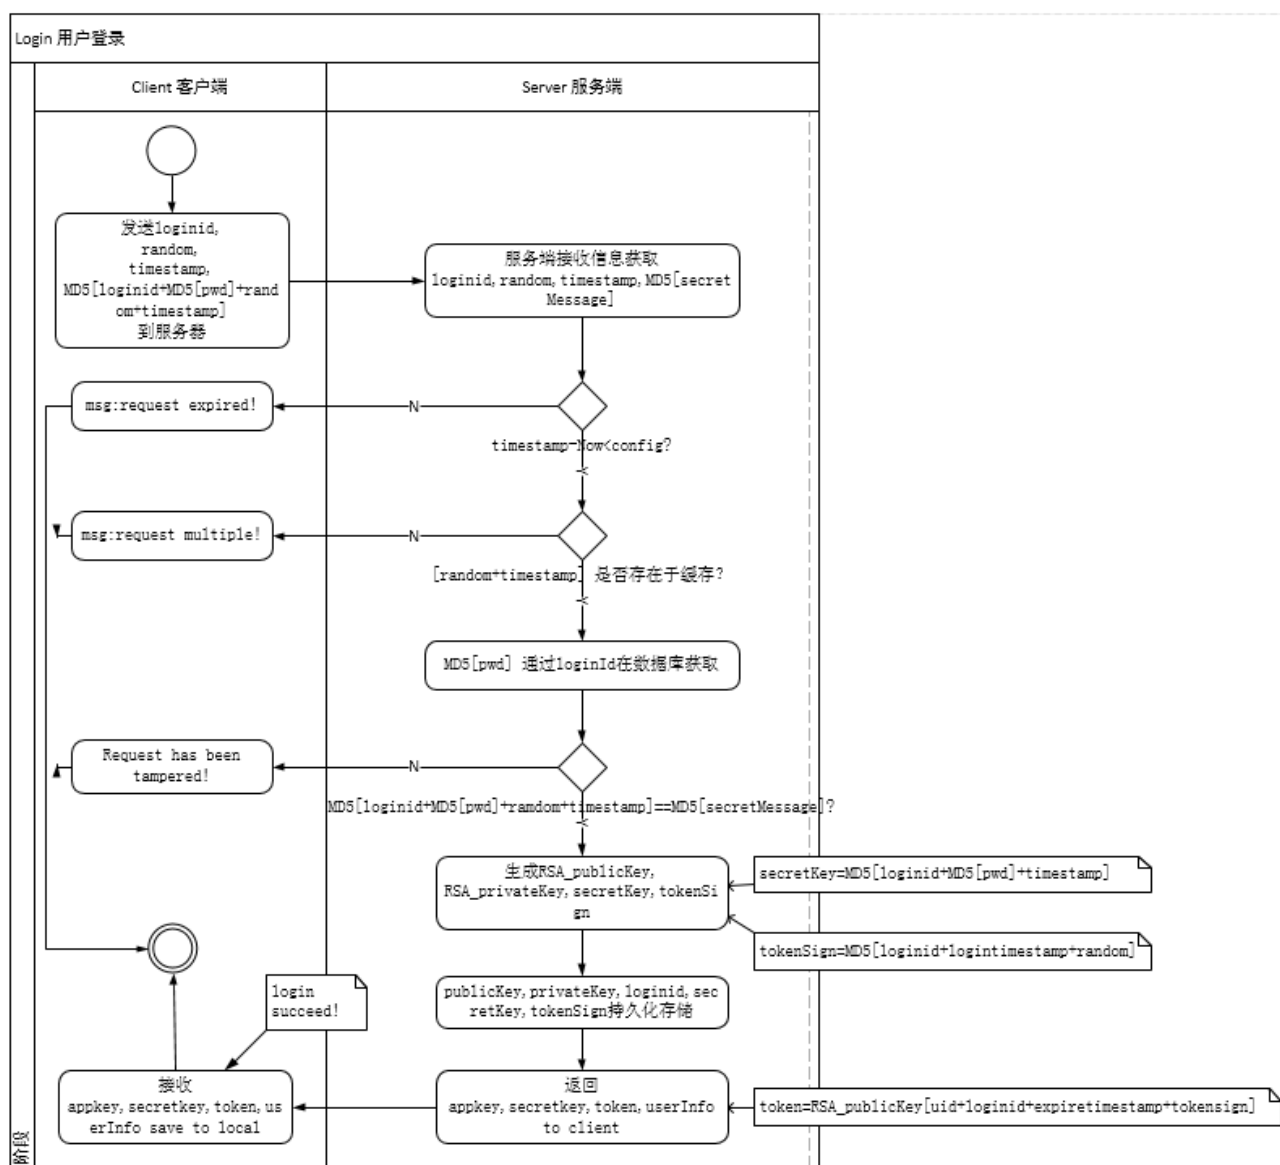 Login 用户登录
Client 客户端
Server 服务端
发送loginid,
random,
timestamp,
MD5[loginid+MD5[pwd]+rand
om+timestamp]
到服务器
服务端接收信息获取
loginid,random,timestamp,MD5[secret
Message]
msg:request expired!
N
timestamp-Now<config?
Y
msg:request multiple!
N
[random+timestamp] 是否存在于缓存?
Y
MD5[pwd] 通过loginId在数据库获取
Request has been
tampered!
N
MD5[loginid+MD5[pwd]+ramdom+timestamp]==MD5[secretMessage]?
Y
生成RSA_publicKey,
RSA_privateKey,secretKey,tokenSi
gn
secretKey=MD5[loginid+MD5[pwd]+timestamp]
tokenSign=MD5[loginid+logintimestamp+random]
login
succeed!
publicKey,privateKey,loginid,sec
retKey,tokenSign持久化存储
接收
appkey,secretkey,token,us
erInfo save to local
返回
appkey,secretkey,token,userInfo
to client
token=RSA_publicKey[uid+loginid+expiretimestamp+tokensign]
阶段